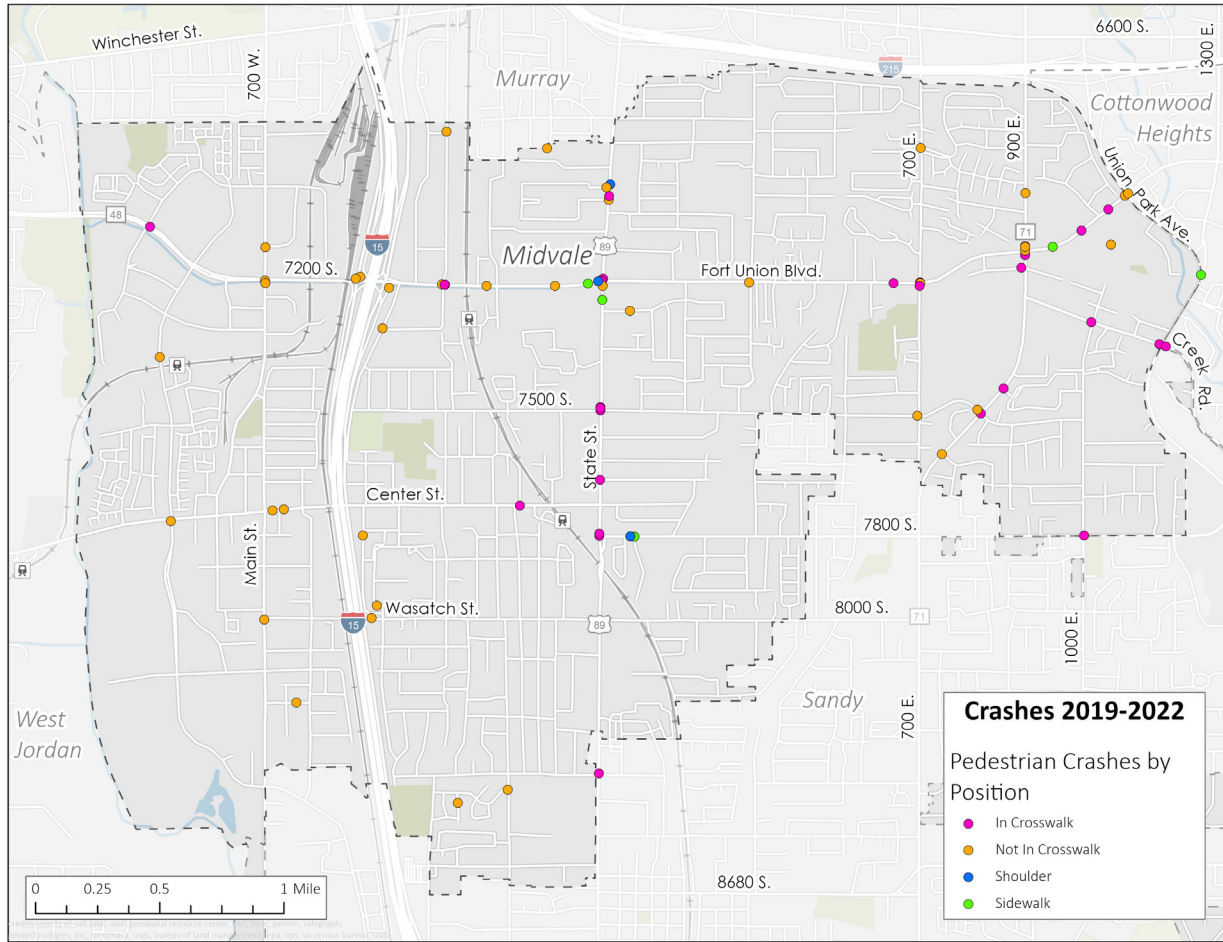 Winchester St.
700 W.
Murray
215
6600 S.
1300 E.
Cottonwood
Heights
700 E.
900 E.
Union Park Ave.
48
15
71
89
7200 S.
Midvale
Fort Union Blvd.
Creek Rd.
7500 S.
State St.
Center St.
7800 S.
Main St.
Wasatch St.
8000 S.
15
89
71
1000 E.
West
Jordan
Sandy
700 E.
8680 S.
Crashes 2019-2022
Pedestrian Crashes by
Position
In Crosswalk
Not In Crosswalk
Shoulder
Sidewalk
0 0.25 0.5 1 Mile